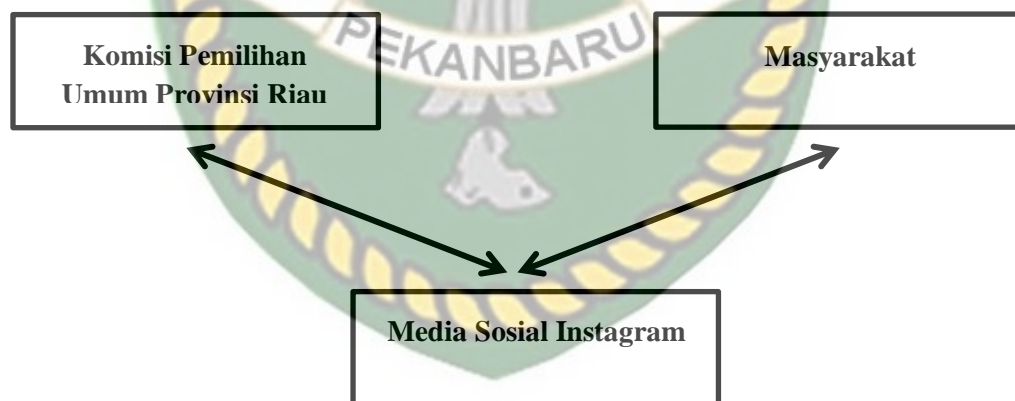 PEKANBARU
Komisi Pemilihan
Umum Provinsi Riau
Masyarakat
Media Sosial Instagram